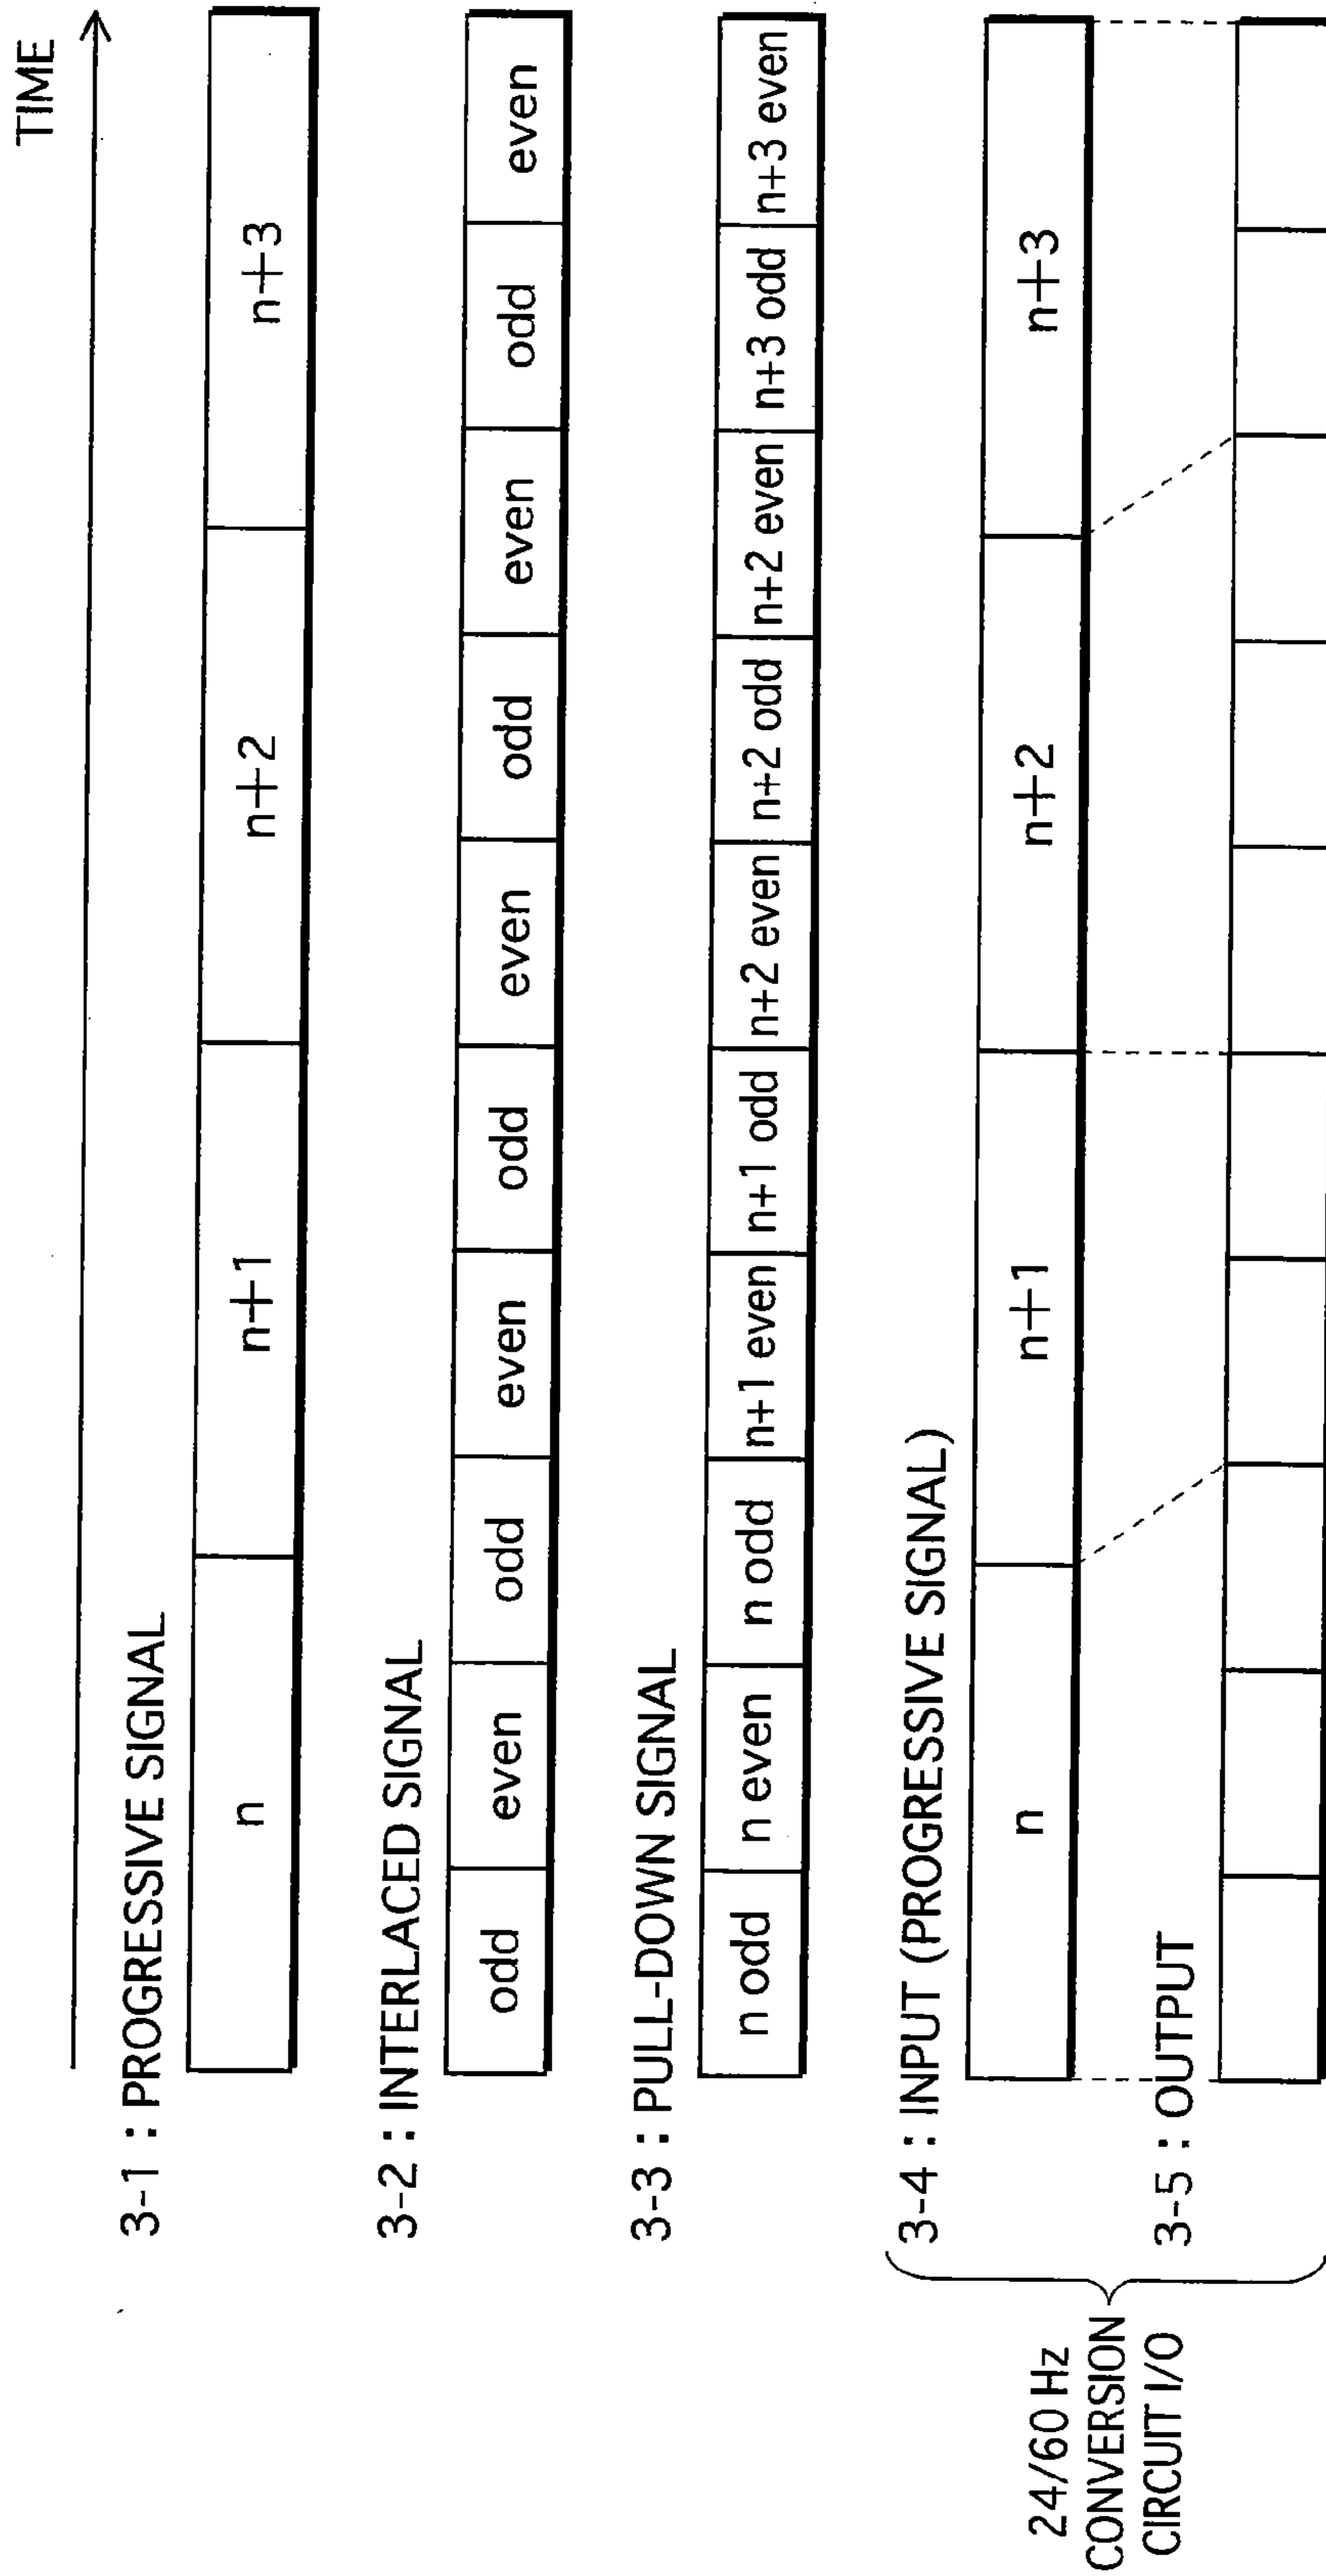 TIME
3-1 : PROGRESSIVE SIGNAL
n n+1 n+2 n+3
3-2 : INTERLACED SIGNAL
odd even odd even odd even odd even odd even
3-3 : PULL-DOWN SIGNAL
n odd n even n odd n+1 even n+1 odd n+2 even n+2 odd n+2 even n+3 odd n+3 even
24/60 Hz
CONVERSION
CIRCUIT I/O
3-4 : INPUT (PROGRESSIVE SIGNAL)
n n+1 n+2 n+3
3-5 : OUTPUT